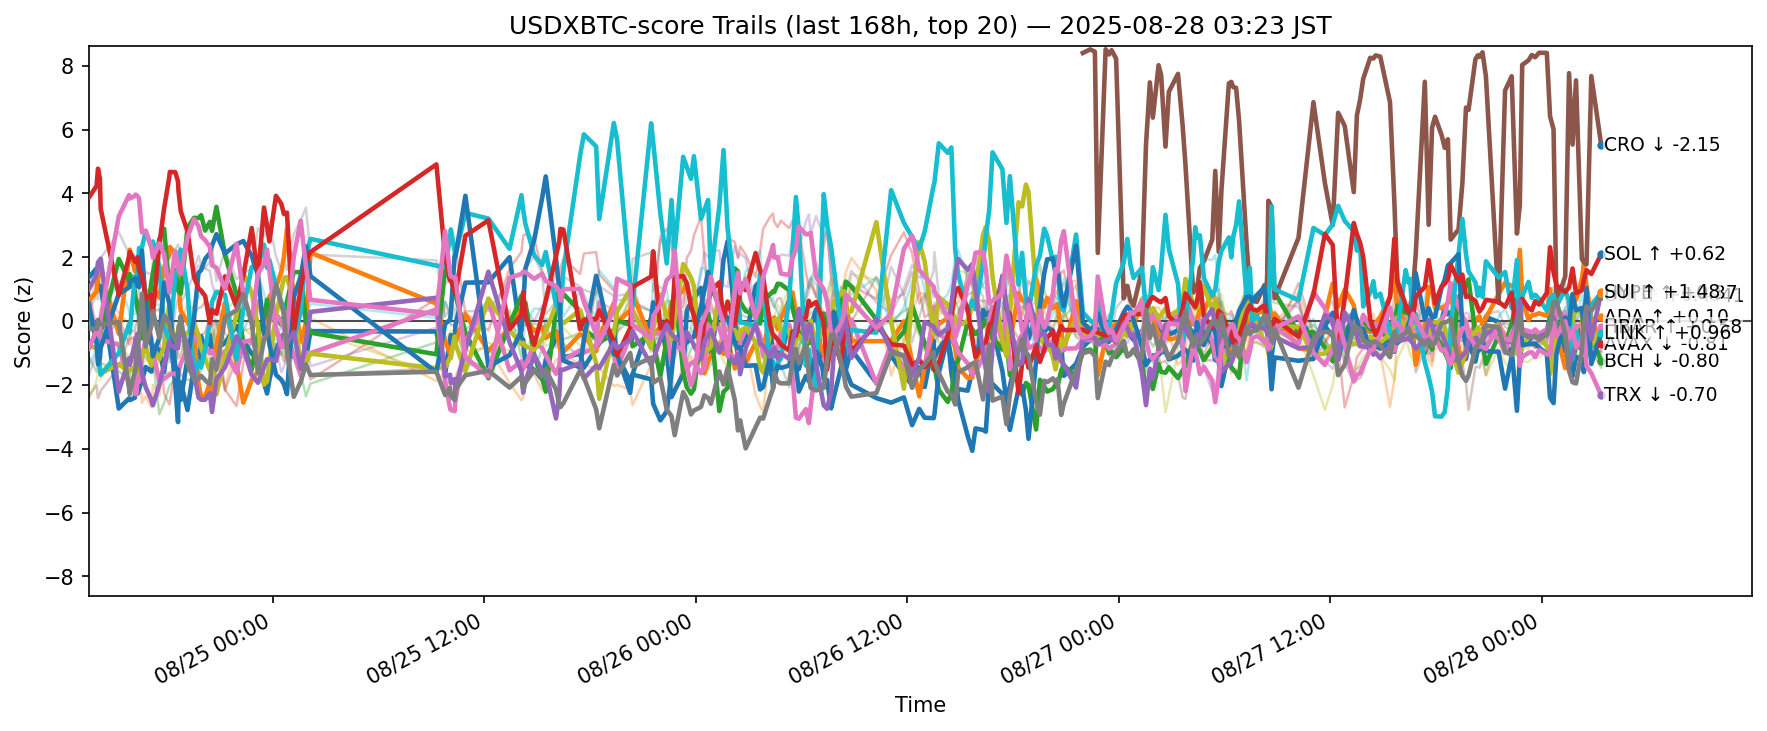 USDXBTC-score Trails (last 168h, top 20) — 2025-08-28 03:23 JST
Score (z)
8
6
4
2
0
−2
−4
−6
−8
CRO ↓ -2.15
SOL ↑ +0.62
SUP↑ +1.48
ADA ↑ +0.10
LINK ↑ +0.96
AVAX ↓ -0.81
BCH ↓ -0.80
TRX ↓ -0.70
08/25 00:00
08/25 12:00
08/26 00:00
08/26 12:00
08/27 00:00
08/27 12:00
08/28 00:00
Time